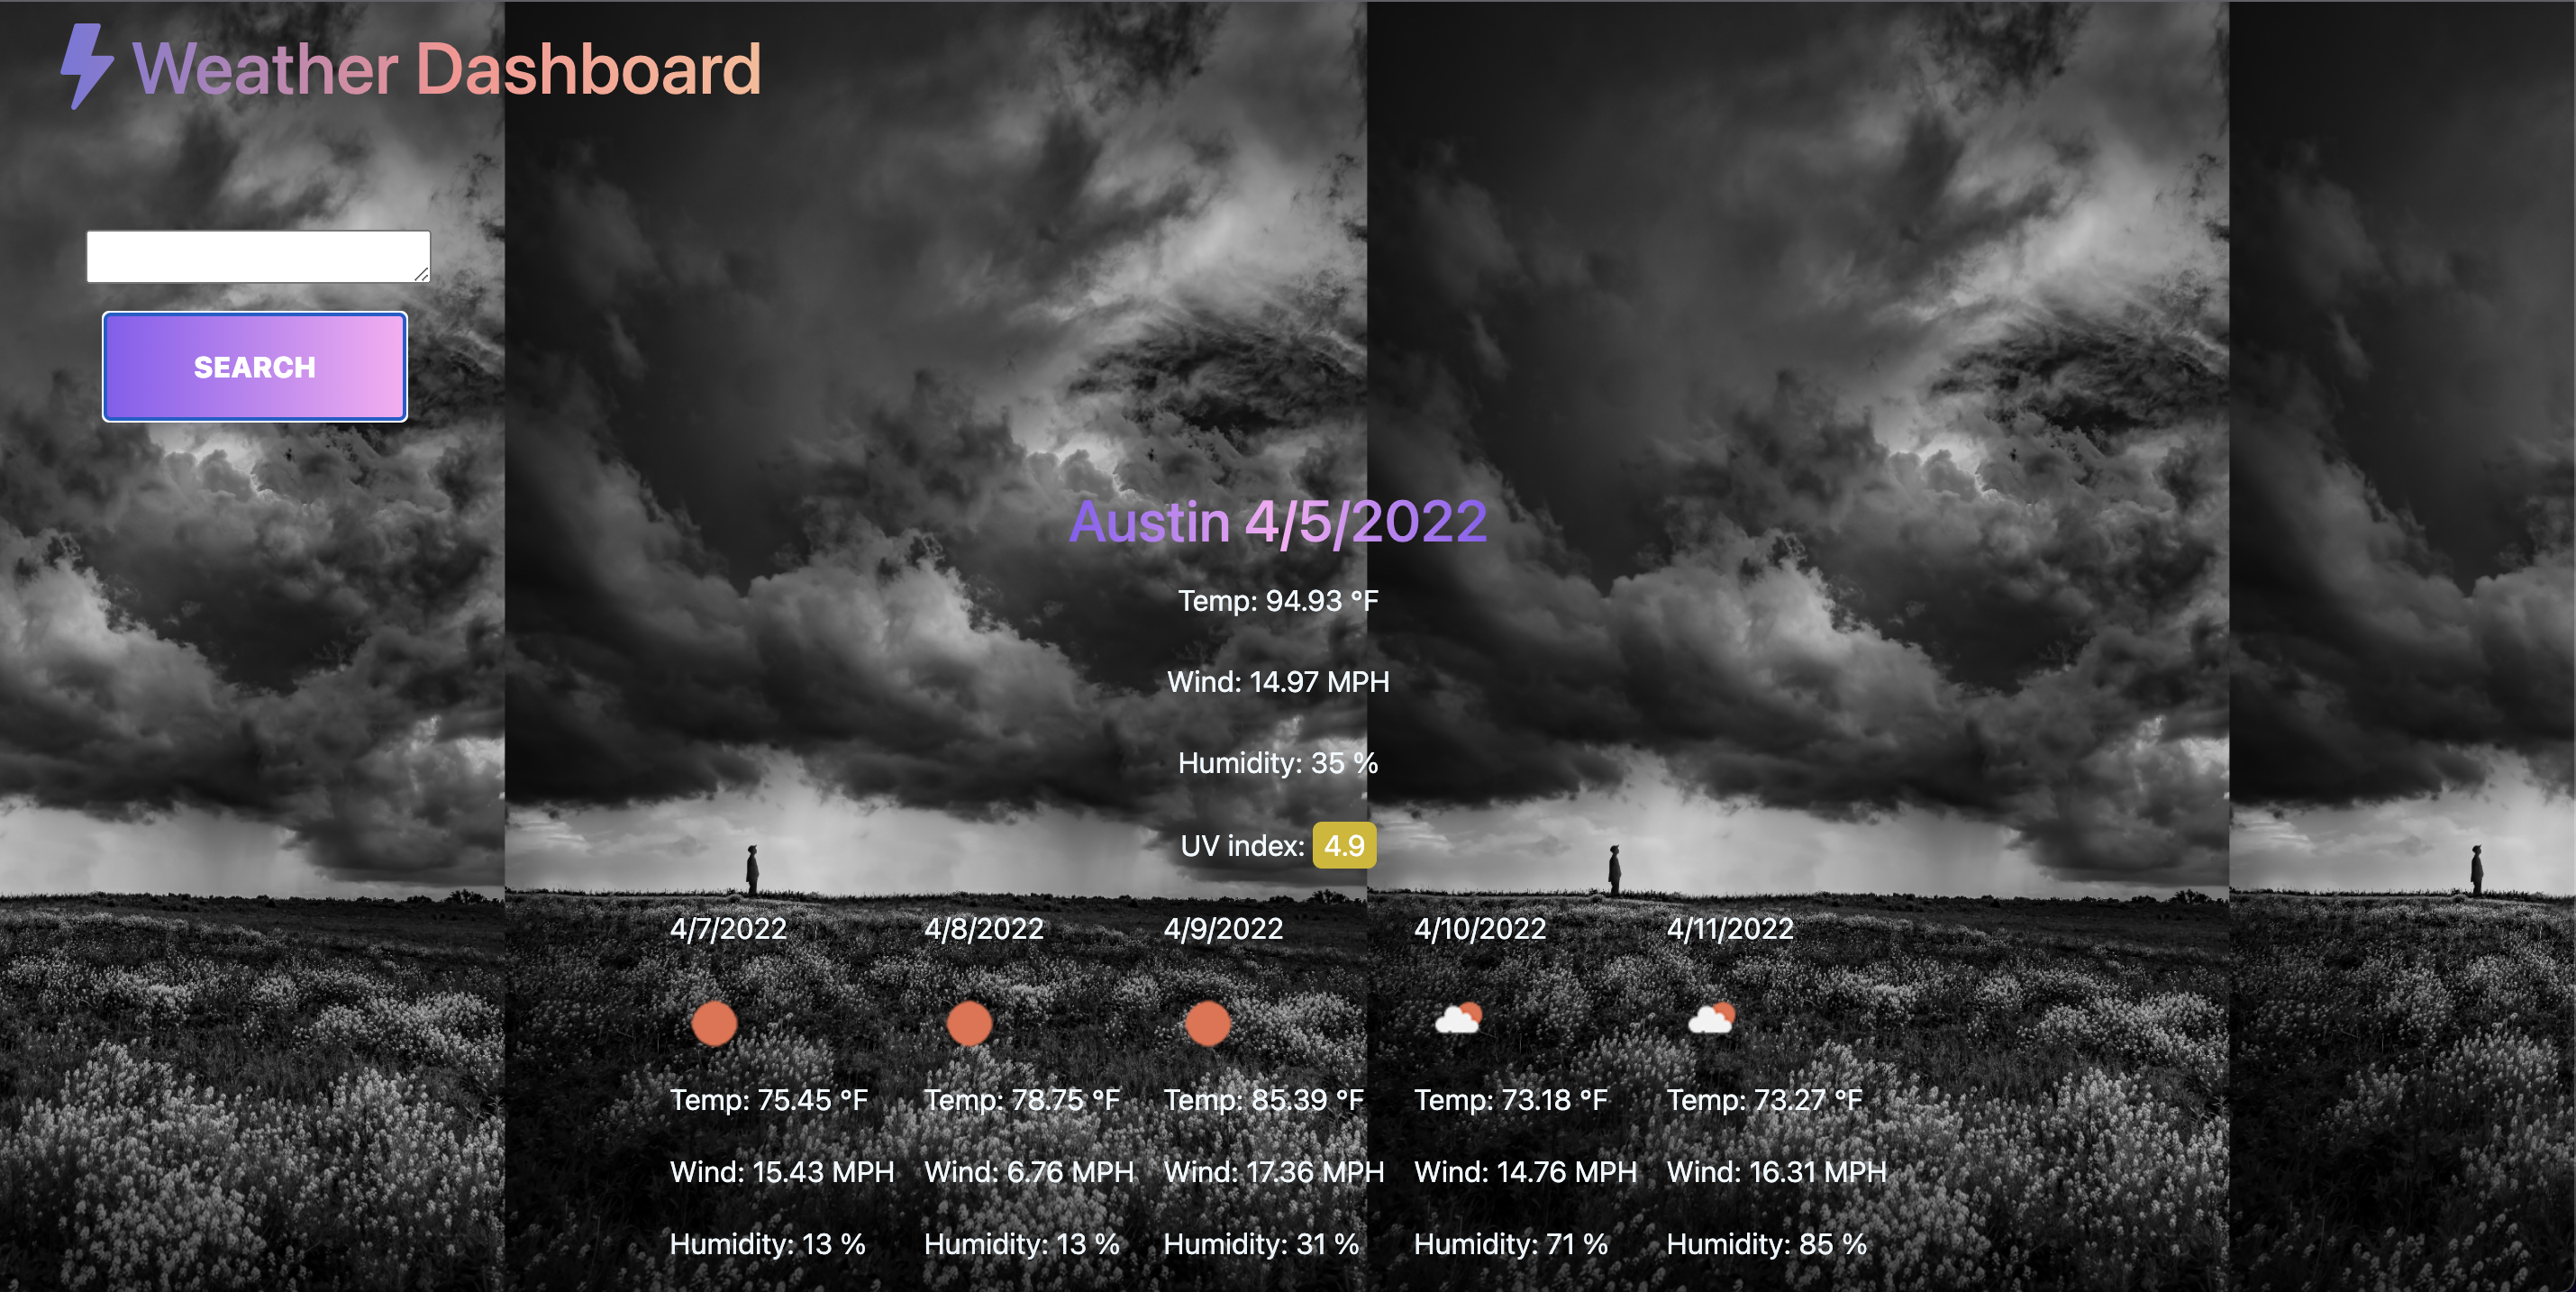 Weather Dashboard
SEARCH
Austin 4/5/2022
Temp: 94.93 °F
Wind: 14.97 MPH
Humidity: 35 %
UV index: 4.9
4/7/2022
Temp: 75.45 °F
Wind: 15.43 MPH
Humidity: 13 %
4/8/2022
Temp: 78.75 °F
Wind: 6.76 MPH
Humidity: 13 %
4/9/2022
Temp: 85.39 °F
Wind: 17.36 MPH
Humidity: 31 %
4/10/2022
Temp: 73.18 °F
Wind: 14.76 MPH
Humidity: 71 %
4/11/2022
Temp: 73.27 °F
Wind: 16.31 MPH
Humidity: 85 %